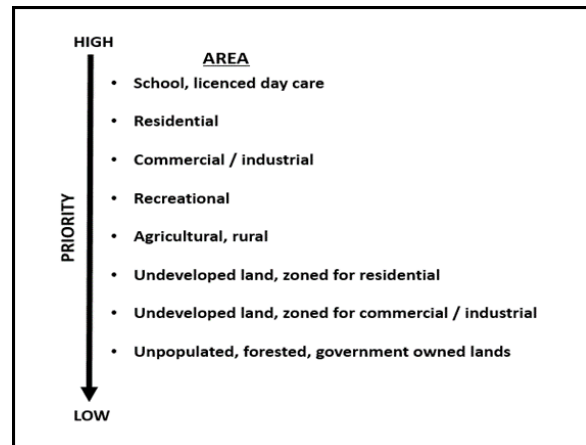 HIGH
AREA
• School, licenced day care
• Residential
• Commercial / industrial
• Recreational
• Agricultural, rural
• Undeveloped land, zoned for residential
• Undeveloped land, zoned for commercial / industrial
• Unpopulated, forested, government owned lands
PRIORITY
LOW